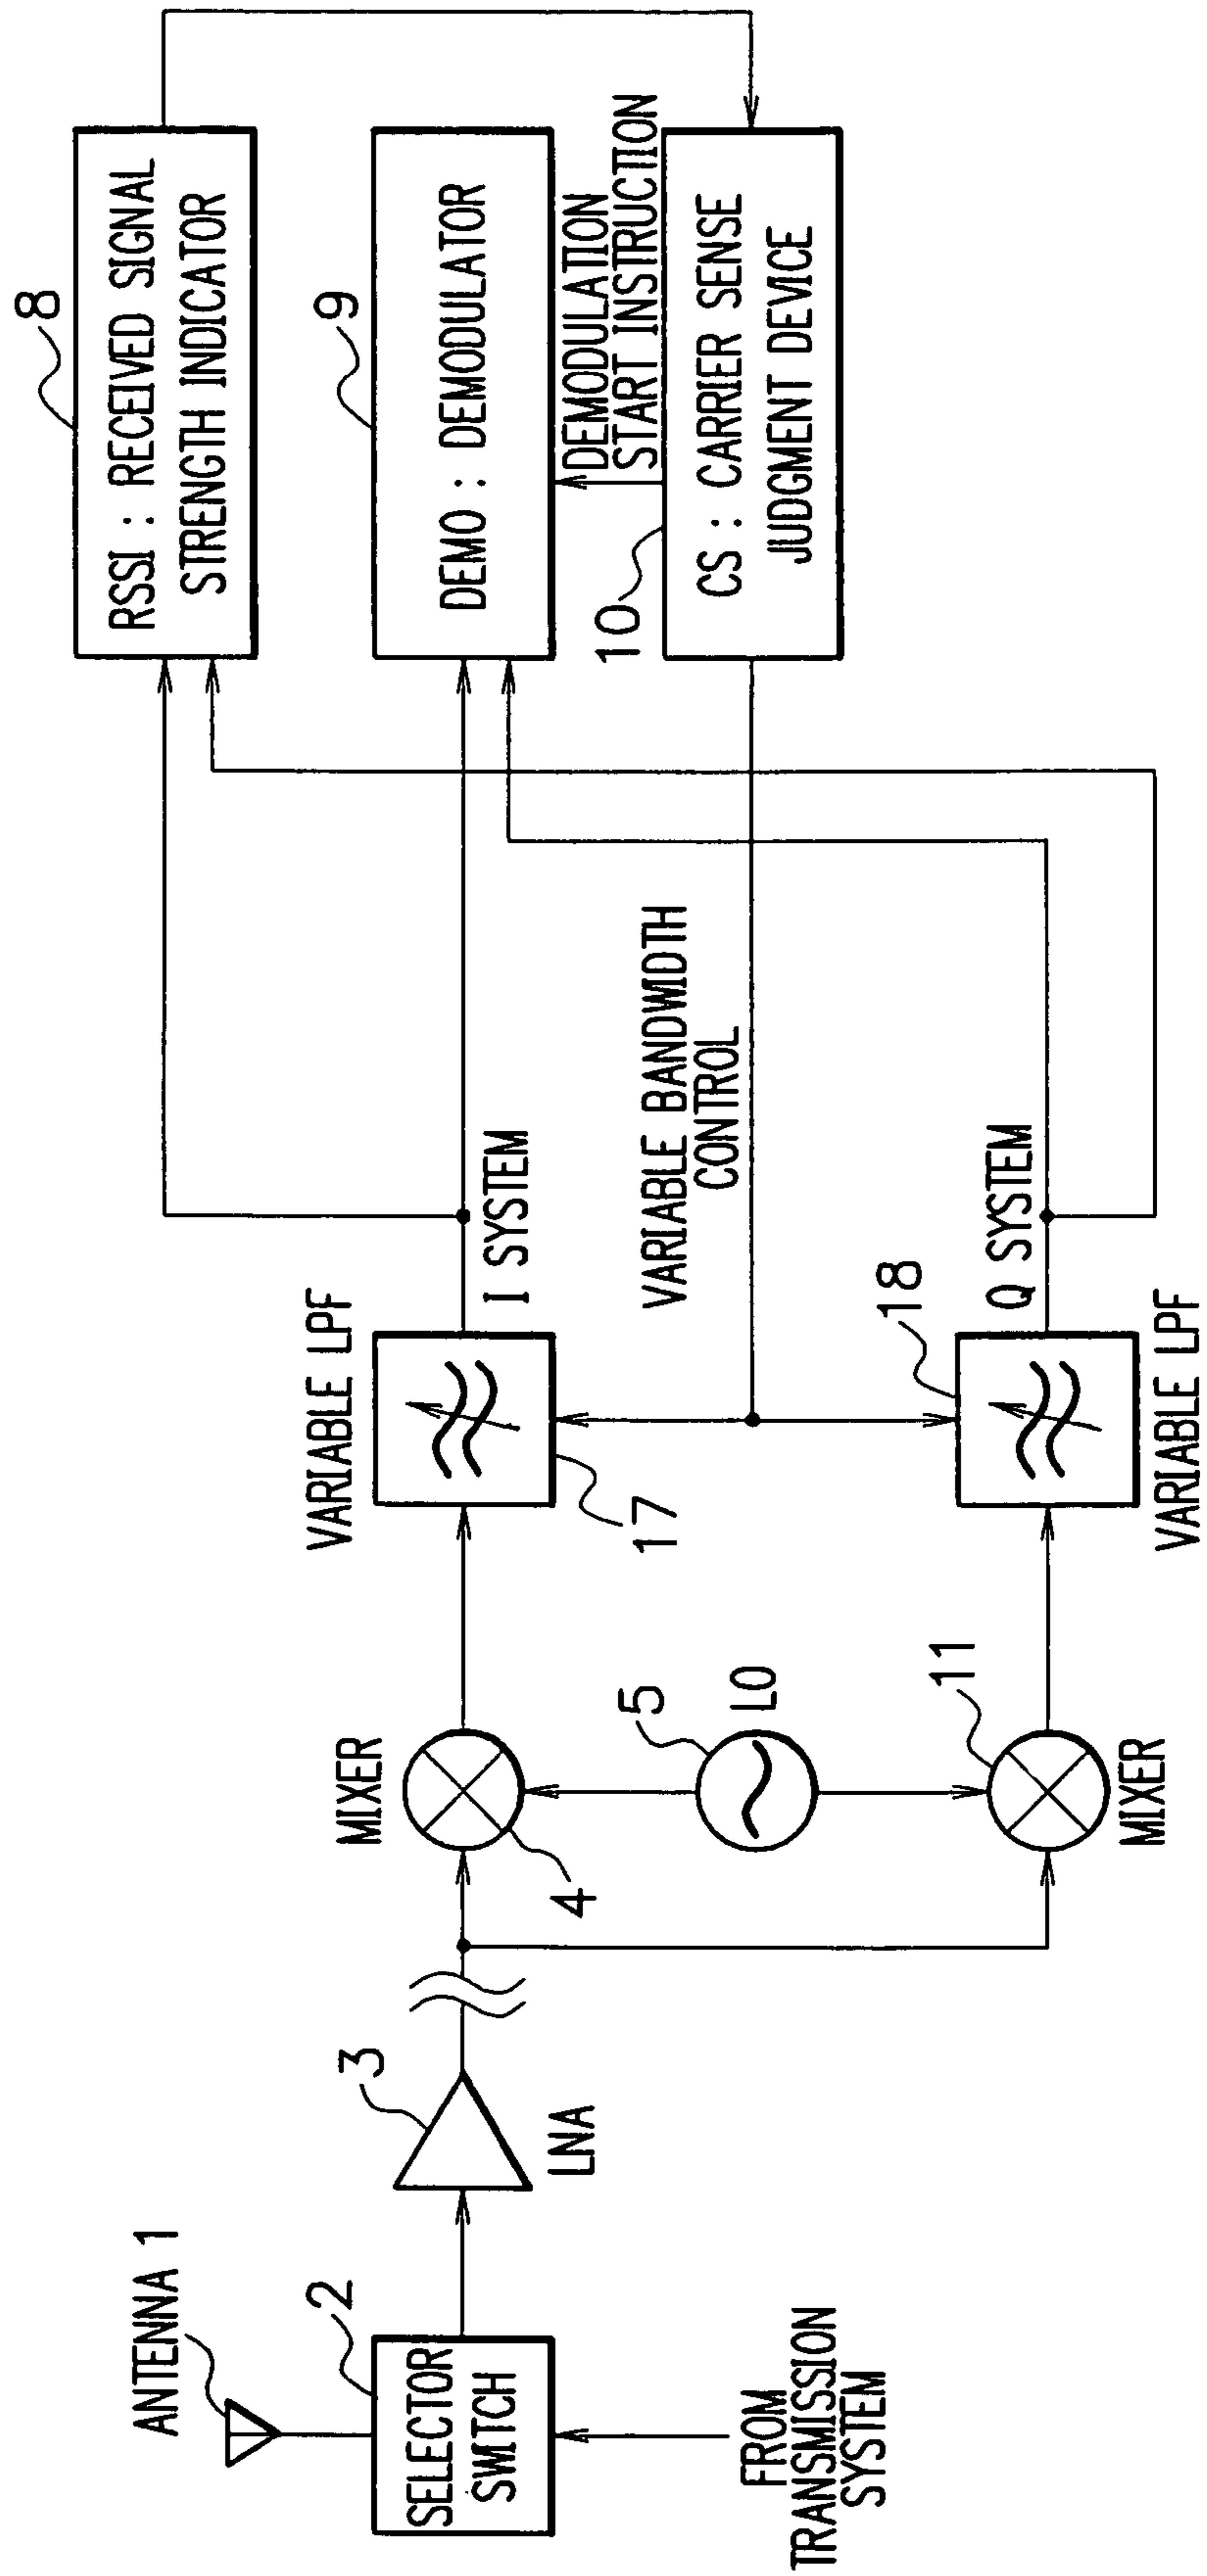 ANTENNA 1
2
SELECTOR
SWITCH
FROM
TRANSMISSION
SYSTEM
3
LNA
MIXER
4
5
LO
11
MIXER
VARIABLE LPF
17
I SYSTEM
VARIABLE BANDWIDTH
CONTROL
18
Q SYSTEM
VARIABLE LPF
8
RSSI : RECEIVED SIGNAL
STRENGTH INDICATOR
9
DEMO : DEMODULATOR
DEMODULATION
START INSTRUCTION
10
CS : CARRIER SENSE
JUDGMENT DEVICE